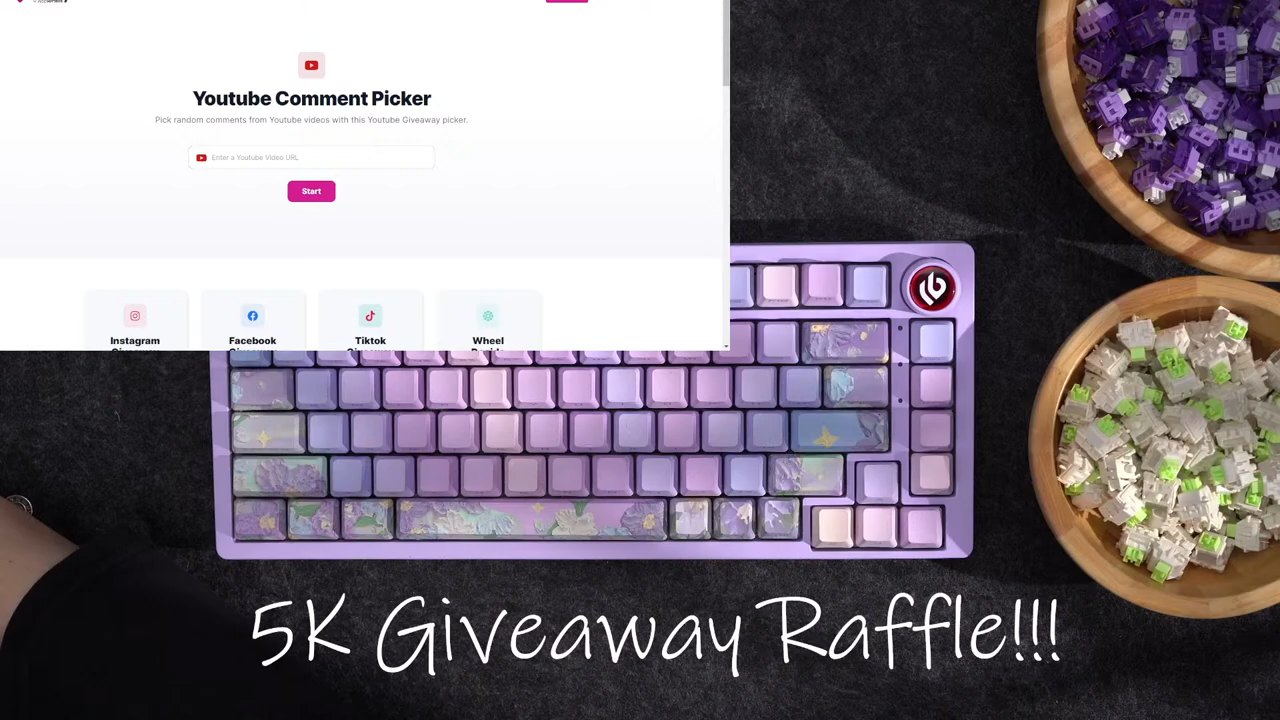 Youtube Comment Picker
Pick random comments from Youtube videos with this Youtube Giveaway picker.
Enter a Youtube Video URL
Start
Instagram
Facebook
Tiktok
Wheel
5K Giveaway Raffle!!!